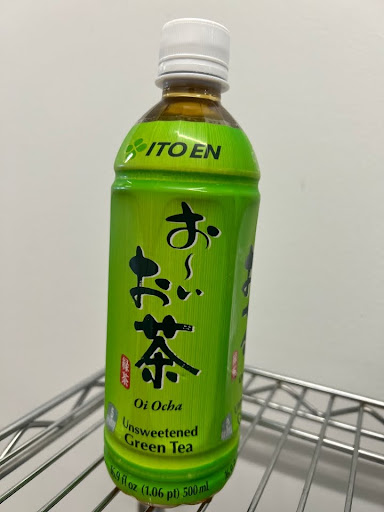 ITO EN
お～い
お茶
緑茶
Oi Ocha
Unsweetened
Green Tea
16.9 fl oz (1.06 pt) 500 mL